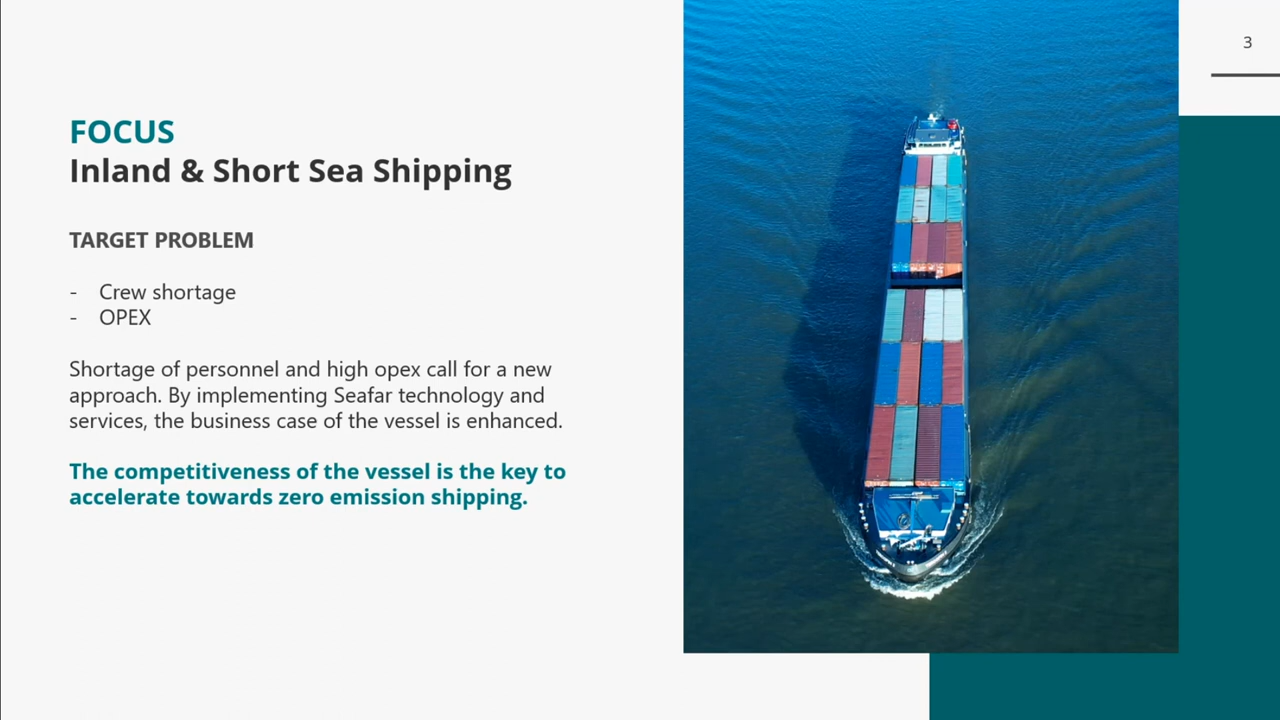 3
FOCUS
Inland & Short Sea Shipping
TARGET PROBLEM
- Crew shortage
- OPEX
Shortage of personnel and high opex call for a new
approach. By implementing Seafar technology and
services, the business case of the vessel is enhanced.
The competitiveness of the vessel is the key to
accelerate towards zero emission shipping.